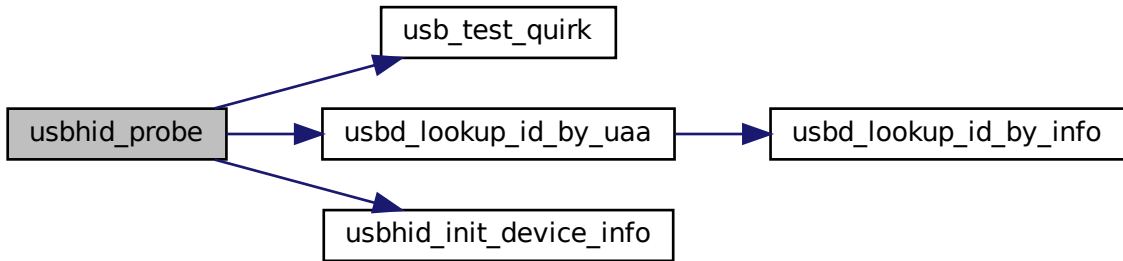 usb_test_quirk
usbhid_probe
usbd_lookup_id_by_uaa
usbd_lookup_id_by_info
usbhid_init_device_info